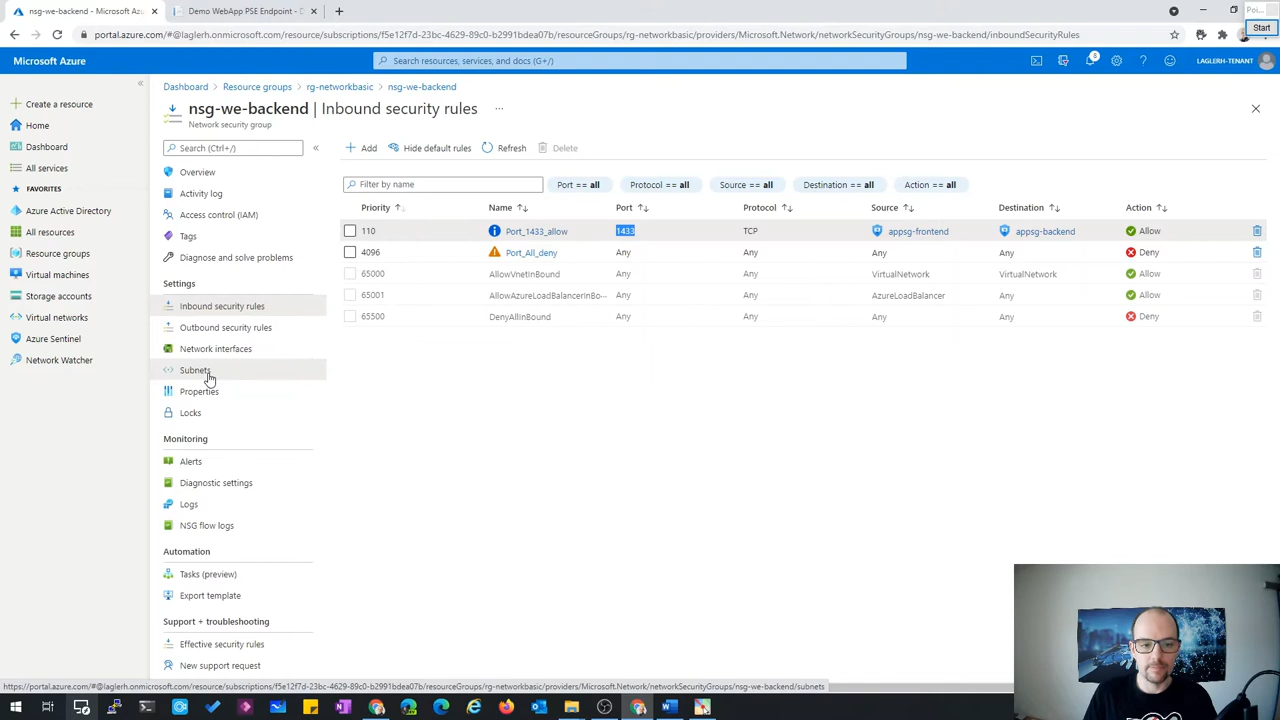 nsg-we-backend - Microsoft Az
Demo WebApp PSE Endpoint - D
Poi...
Start
portal.azure.com/#@laglerh.onmicrosoft.com/resource/subscriptions/f5e12f7d-23bc-4629-89c0-b2991bdea07b/resourceGroups/rg-networkbasic/providers/Microsoft.Network/networkSecurityGroups/nsg-we-backend/inboundSecurityRules
Microsoft Azure
Search resources, services, and docs (G+/)
8
LAGLERH-TENANT
Create a resource
Home
Dashboard
All services
FAVORITES
Azure Active Directory
All resources
Resource groups
Virtual machines
Storage accounts
Virtual networks
Azure Sentinel
Network Watcher
Dashboard > Resource groups > rg-networkbasic > nsg-we-backend
nsg-we-backend | Inbound security rules ...
Network security group
Search (Ctrl+/)
Overview
Activity log
Access control (IAM)
Tags
Diagnose and solve problems
Settings
Inbound security rules
Outbound security rules
Network interfaces
Subnets
Properties
Locks
Monitoring
Alerts
Diagnostic settings
Logs
NSG flow logs
Automation
Tasks (preview)
Export template
Support + troubleshooting
Effective security rules
New support request
Add Hide default rules Refresh Delete
Filter by name Port == all Protocol == all Source == all Destination == all Action == all
Priority Name Port Protocol Source Destination Action
110 Port_1433_allow 1433 TCP appsg-frontend appsg-backend Allow
4096 Port_All_deny Any Any Any Any Deny
65000 AllowVnetInBound Any Any VirtualNetwork VirtualNetwork Allow
65001 AllowAzureLoadBalancerInBo... Any Any AzureLoadBalancer Any Allow
65500 DenyAllInBound Any Any Any Any Deny
https://portal.azure.com/#@laglerh.onmicrosoft.com/resource/subscriptions/f5e12f7d-23bc-4629-89c0-b2991bdea07b/resourceGroups/rg-networkbasic/providers/Microsoft.Network/networkSecurityGroups/nsg-we-backend/subnets